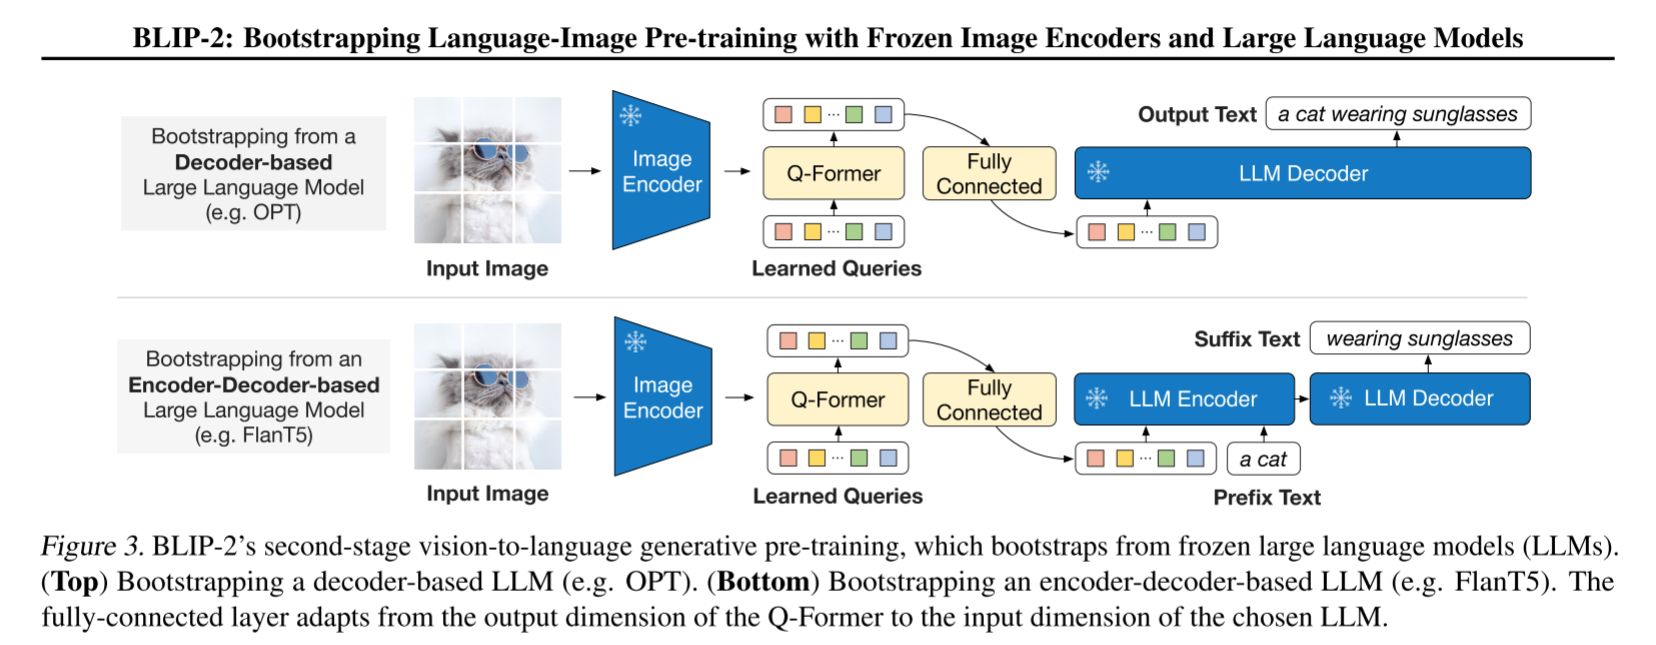 BLIP-2: Bootstrapping Language-Image Pre-training with Frozen Image Encoders and Large Language Models
Bootstrapping from a
Decoder-based
Large Language Model
(e.g. OPT)
Input Image
Image
Encoder
Q-Former
Learned Queries
Fully
Connected
Output Text
a cat wearing sunglasses
LLM Decoder
Bootstrapping from an
Encoder-Decoder-based
Large Language Model
(e.g. FlanT5)
Input Image
Image
Encoder
Q-Former
Learned Queries
Fully
Connected
Suffix Text
wearing sunglasses
LLM Encoder
LLM Decoder
a cat
Prefix Text
Figure 3. BLIP-2's second-stage vision-to-language generative pre-training, which bootstraps from frozen large language models (LLMs).
(Top) Bootstrapping a decoder-based LLM (e.g. OPT). (Bottom) Bootstrapping an encoder-decoder-based LLM (e.g. FlanT5). The
fully-connected layer adapts from the output dimension of the Q-Former to the input dimension of the chosen LLM.